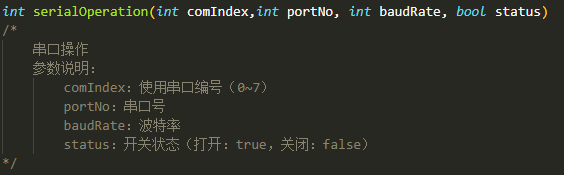 int serialOperation(int comIndex,int portNo, int baudRate, bool status)
/*
串口操作
参数说明:
comIndex: 使用串口编号（0~7）
portNo: 串口号
baudRate: 波特率
status: 开关状态（打开: true, 关闭: false）
*/